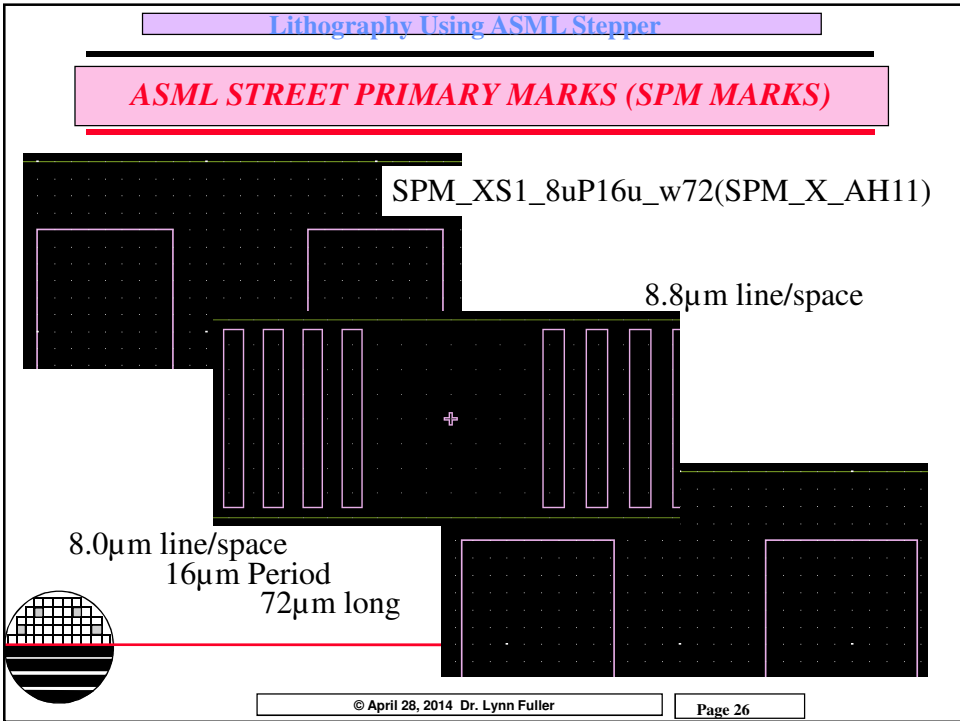 Lithography Using ASML Stepper
ASML STREET PRIMARY MARKS (SPM MARKS)
SPM_XS1_8uP16u_w72(SPM_X_AH11)
8.8µm line/space
8.0µm line/space
16µm Period
72µm long
© April 28, 2014 Dr. Lynn Fuller
Page 26